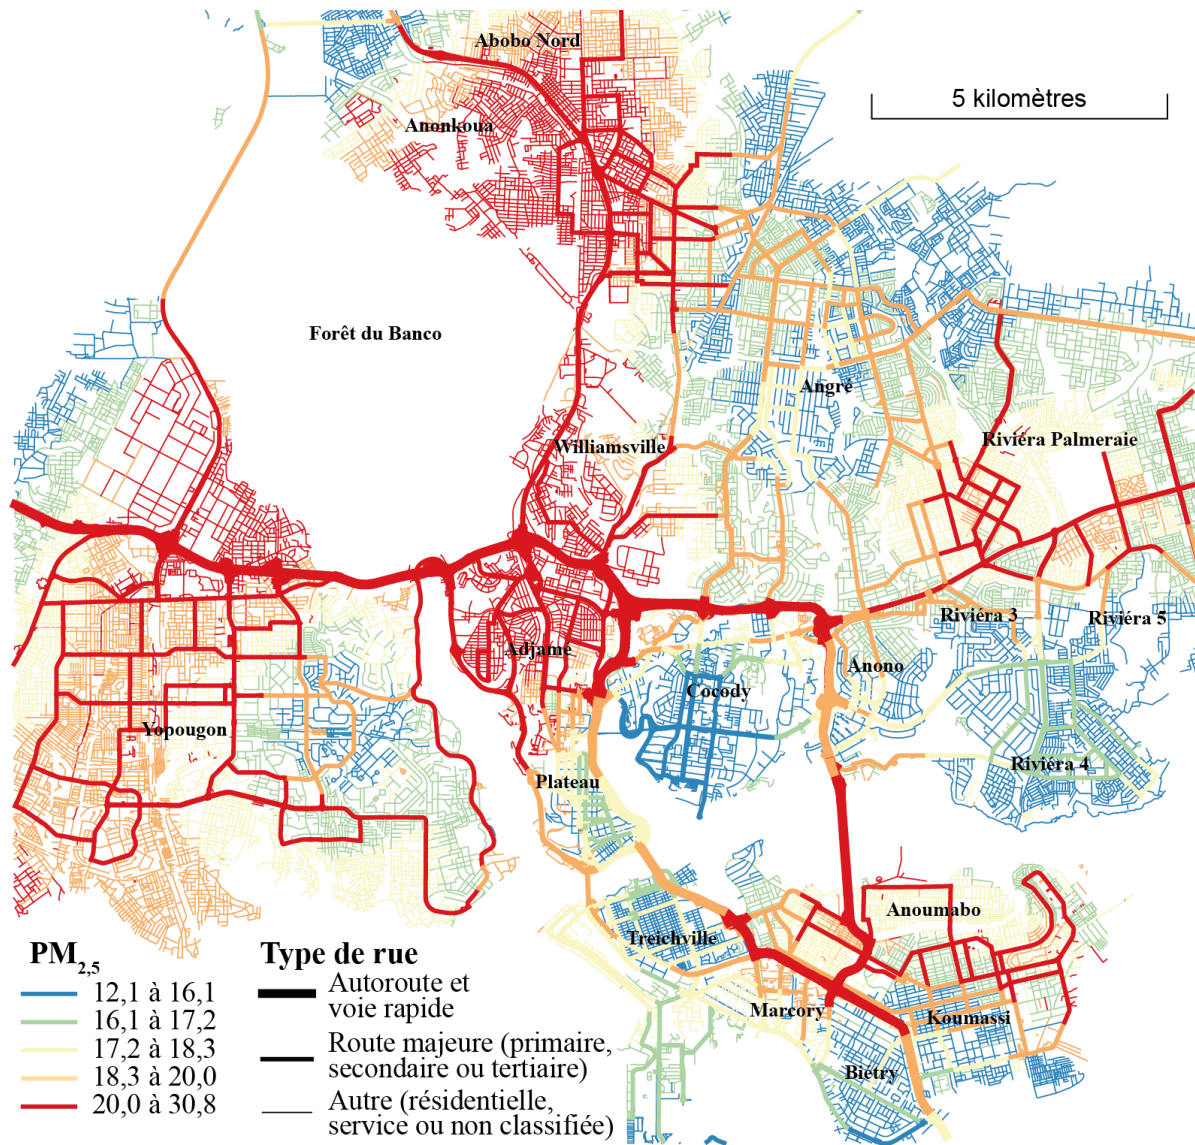 Abobo Nord
5 kilomètres
Anonkoua
Forêt du Banco
Angré
Williamsville
Riviéra Palmeraie
Riviéra 3
Riviéra 5
Adjamé
Anono
Cocody
Yopougon
Riviéra 4
Plateau
Anoumabo
Treichville
Marcory
Koumassi
Biétry
PM2,5
12,1 à 16,1
16,1 à 17,2
17,2 à 18,3
18,3 à 20,0
20,0 à 30,8
Type de rue
Autoroute et
voie rapide
Route majeure (primaire,
secondaire ou tertiaire)
Autre (résidentielle,
service ou non classifiée)